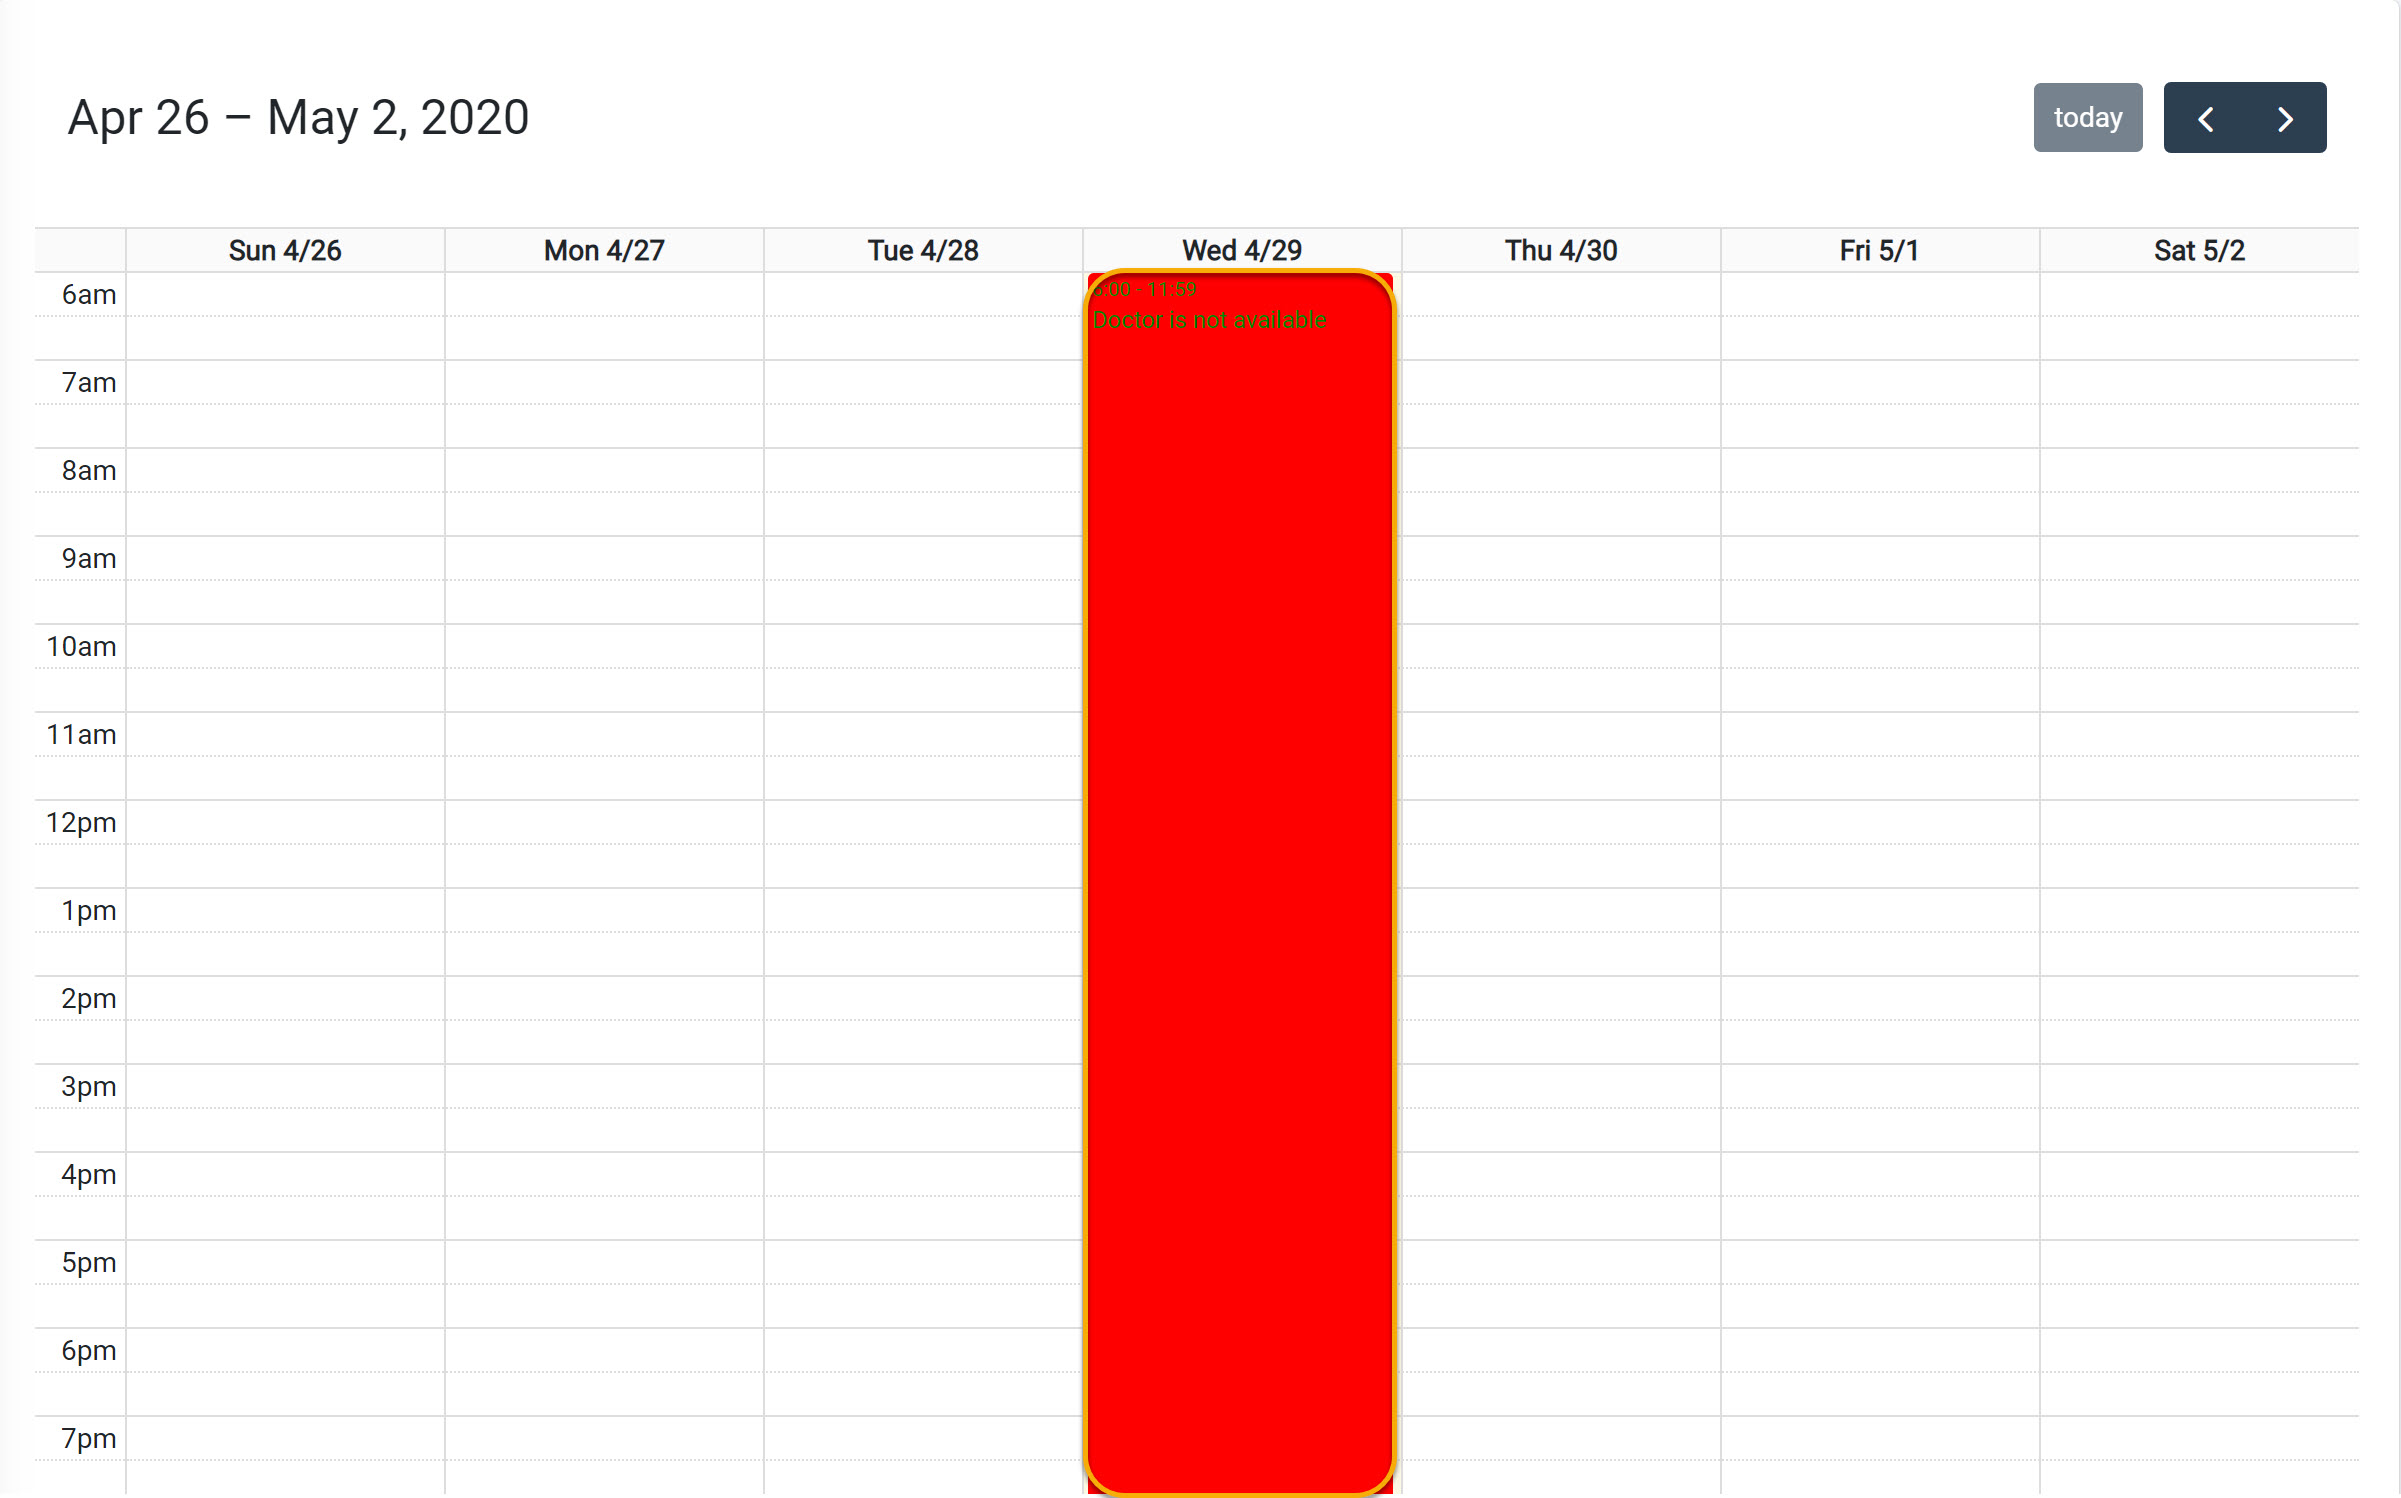 Apr 26 – May 2, 2020
today
Sun 4/26 Mon 4/27 Tue 4/28 Wed 4/29 Thu 4/30 Fri 5/1 Sat 5/2
6am
6:00 - 11:59
Doctor is not available
7am
8am
9am
10am
11am
12pm
1pm
2pm
3pm
4pm
5pm
6pm
7pm